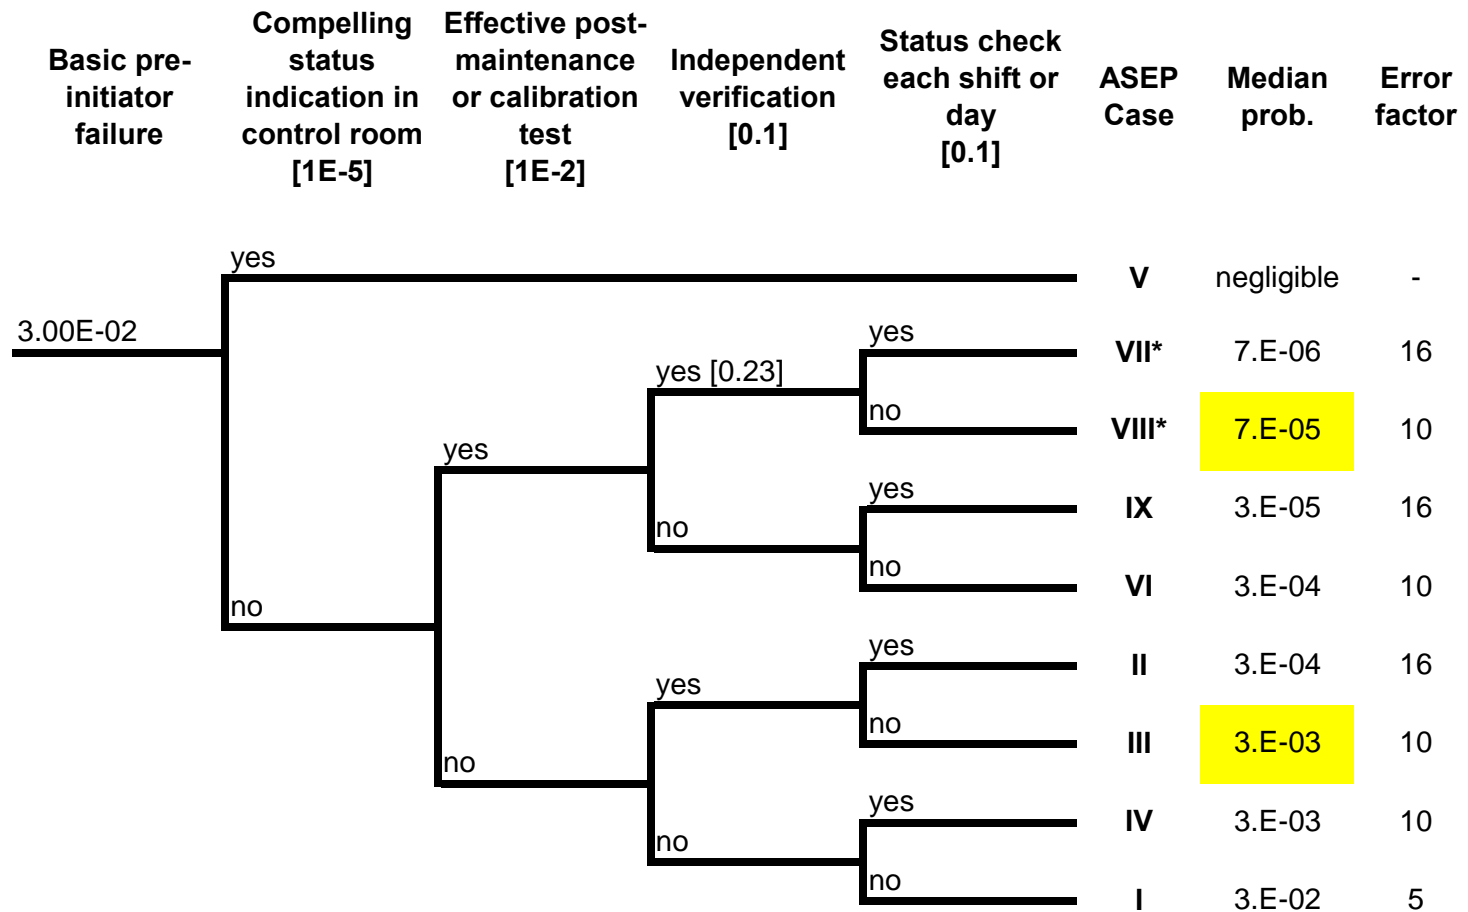 Basic pre-
initiator
failure
Compelling
status
indication in
control room
[1E-5]
Effective post-
maintenance
or calibration
test
[1E-2]
Independent
verification
[0.1]
Status check
each shift or
day
[0.1]
ASEP
Case
Median
prob.
Error
factor
yes
V
negligible
-
3.00E-02
yes
VII*
7.E-06
16
yes [0.23]
no
VIII*
7.E-05
10
yes
yes
IX
3.E-05
16
no
no
VI
3.E-04
10
no
yes
II
3.E-04
16
yes
no
III
3.E-03
10
no
yes
IV
3.E-03
10
no
no
I
3.E-02
5